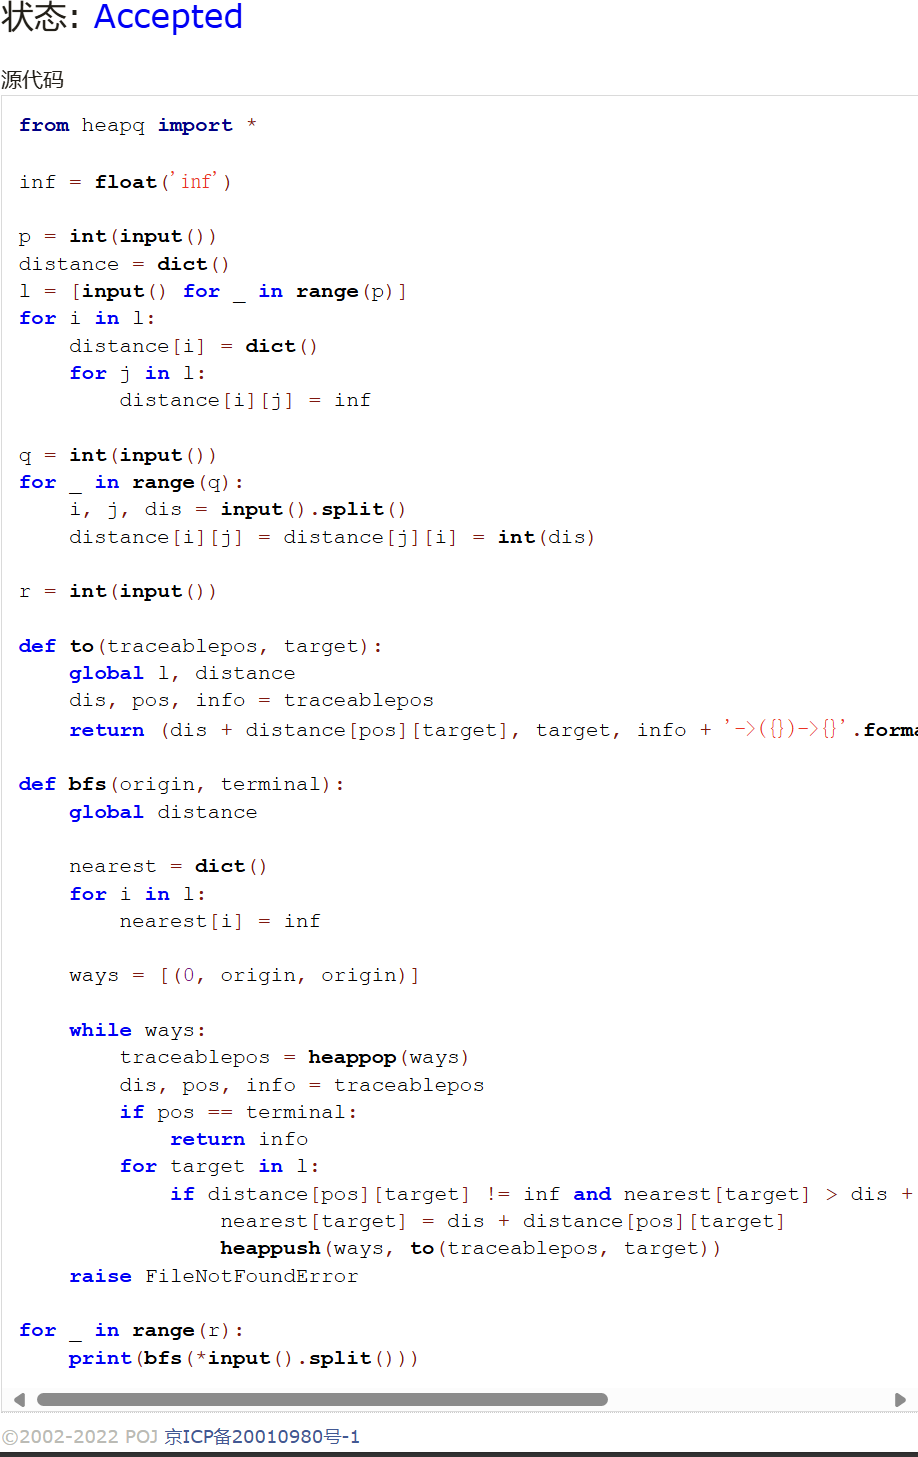 状态: Accepted
源代码
from heapq import *
inf = float('inf')
p = int(input())
distance = dict()
l = [input() for _ in range(p)]
for i in l:
    distance[i] = dict()
    for j in l:
        distance[i][j] = inf
q = int(input())
for _ in range(q):
    i, j, dis = input().split()
    distance[i][j] = distance[j][i] = int(dis)
r = int(input())
def to(traceablepos, target):
    global l, distance
    dis, pos, info = traceablepos
    return (dis + distance[pos][target], target, info + '->({})->{}'.forma
def bfs(origin, terminal):
    global distance
    nearest = dict()
    for i in l:
        nearest[i] = inf
    ways = [(0, origin, origin)]
    while ways:
        traceablepos = heappop(ways)
        dis, pos, info = traceablepos
        if pos == terminal:
            return info
        for target in l:
            if distance[pos][target] != inf and nearest[target] > dis +
                nearest[target] = dis + distance[pos][target]
                heappush(ways, to(traceablepos, target))
    raise FileNotFoundError
for _ in range(r):
    print(bfs(*input().split()))
©2002-2022 POJ 京ICP备20010980号-1